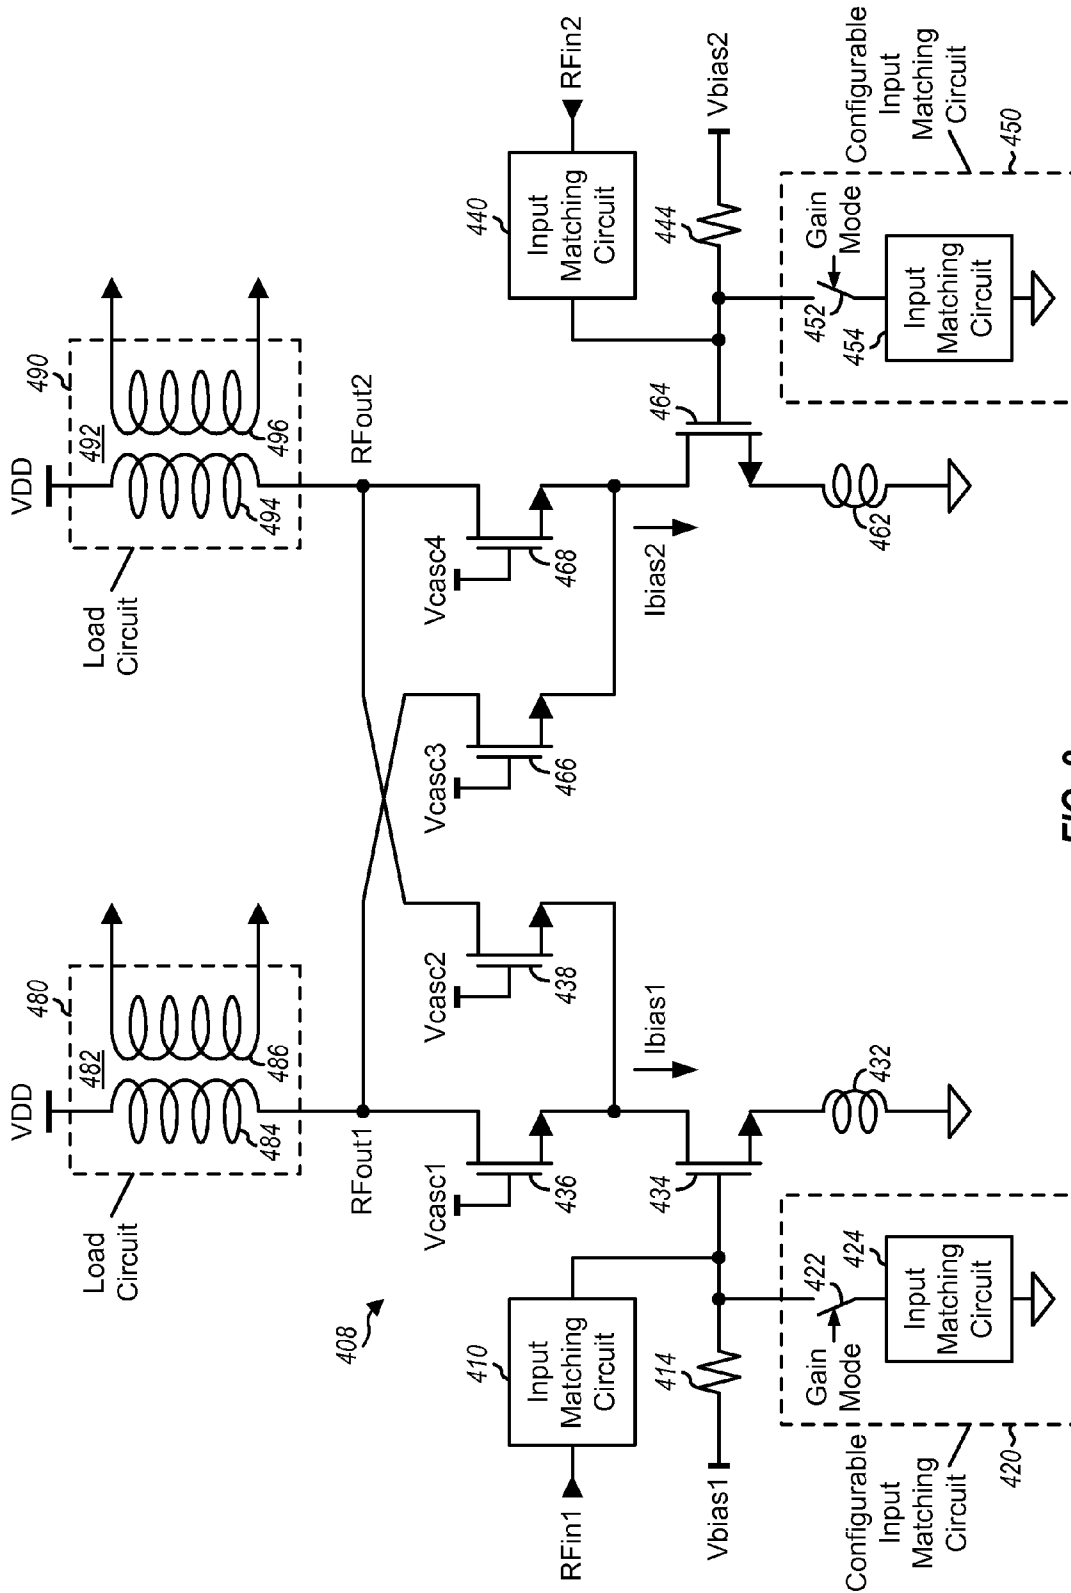 VDD
VDD
480
490
482
492
Load
Circuit
484
486
Load
Circuit
494
496
RFout1
RFout2
408
Vcasc1
Vcasc2
Vcasc3
Vcasc4
436
438
466
468
RFin1
410
Input
Matching
Circuit
440
Input
Matching
Circuit
RFin2
Ibias1
Ibias2
Vbias1
414
434
464
444
Vbias2
Configurable
Input
Matching
Circuit
420
Gain
Mode
422
424
Input
Matching
Circuit
432
462
452
Gain
Mode
454
Input
Matching
Circuit
Configurable
Input
Matching
Circuit
450
FIG.